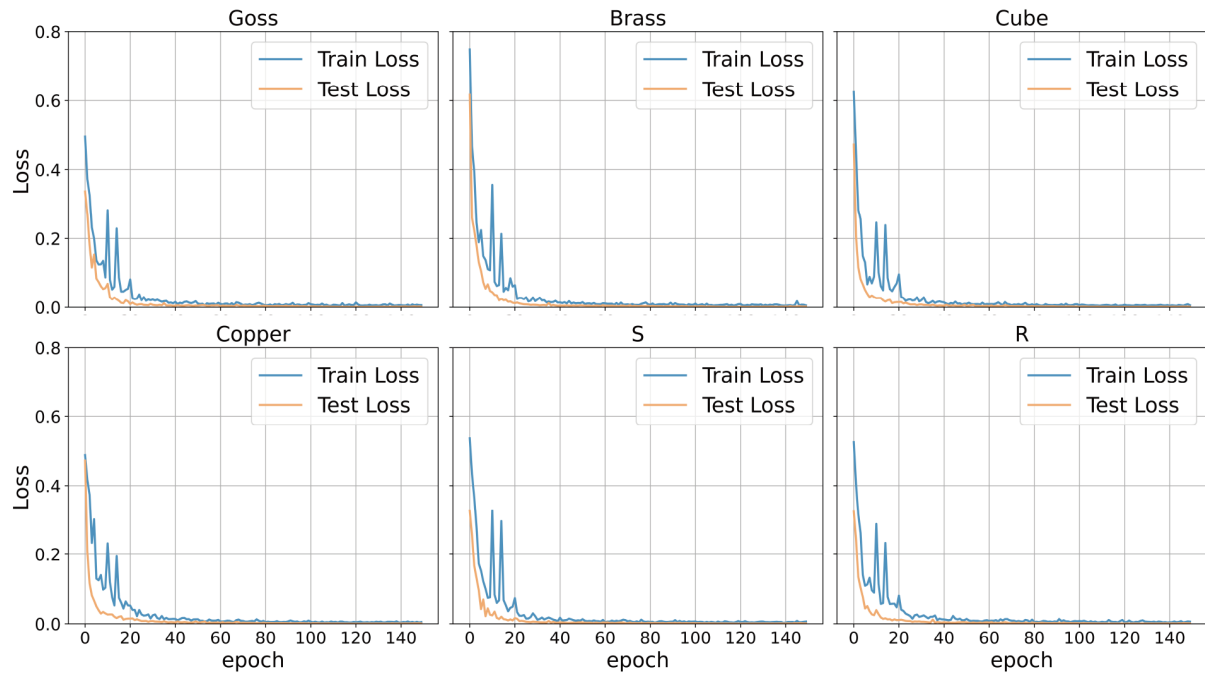 Goss Brass Cube
0.8
0.6
0.4
0.2
0.0
Loss
Train Loss
Test Loss
Train Loss
Test Loss
Train Loss
Test Loss
Copper S R
0.8
0.6
0.4
0.2
0.0
Loss
Train Loss
Test Loss
Train Loss
Test Loss
Train Loss
Test Loss
0 20 40 60 80 100 120 140
0 20 40 60 80 100 120 140
0 20 40 60 80 100 120 140
epoch epoch epoch